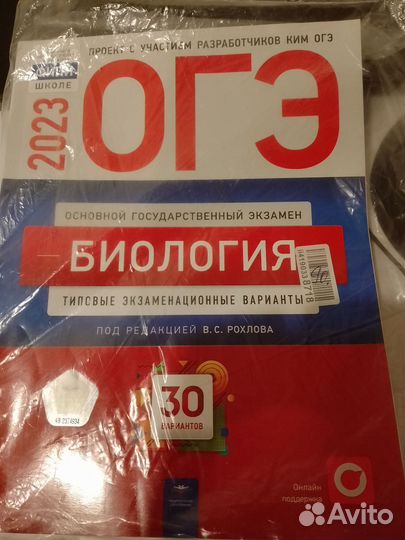 ПРОЕКТ С УЧАСТИЕМ РАЗРАБОТЧИКОВ КИМ ОГЭ
ШКОЛЕ
2023
ОГЭ
ОСНОВНОЙ ГОСУДАРСТВЕННЫЙ ЭКЗАМЕН
БИОЛОГИЯ
ТИПОВЫЕ ЭКЗАМЕНАЦИОННЫЕ ВАРИАНТЫ
ПОД РЕДАКЦИЕЙ В.С. РОХЛОВА
30
ВАРИАНТОВ
Онлайн
поддержка
Avito